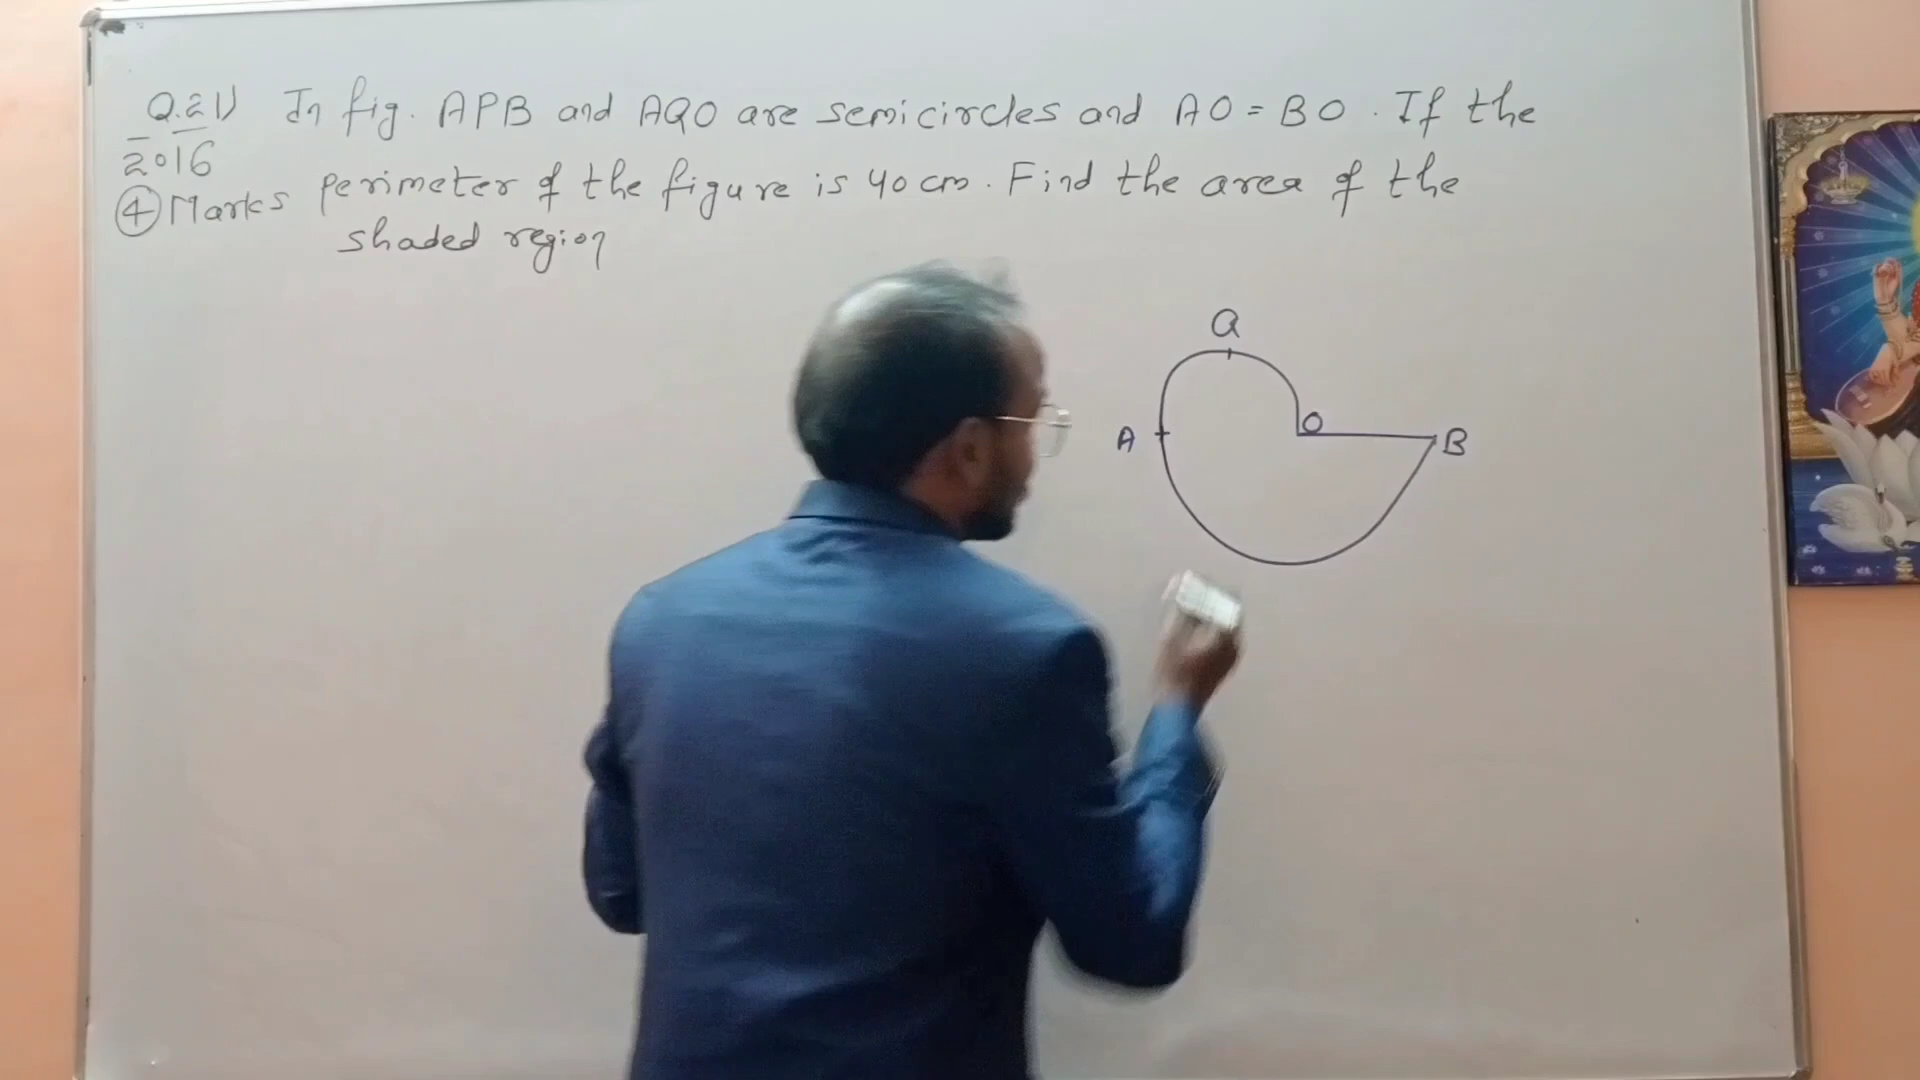 Q.21) In fig. APB and AQO are semicircles and AO = BO. If the
2016
④ Marks perimeter of the figure is 40 cm. Find the area of the
shaded region
Q
A
O
B